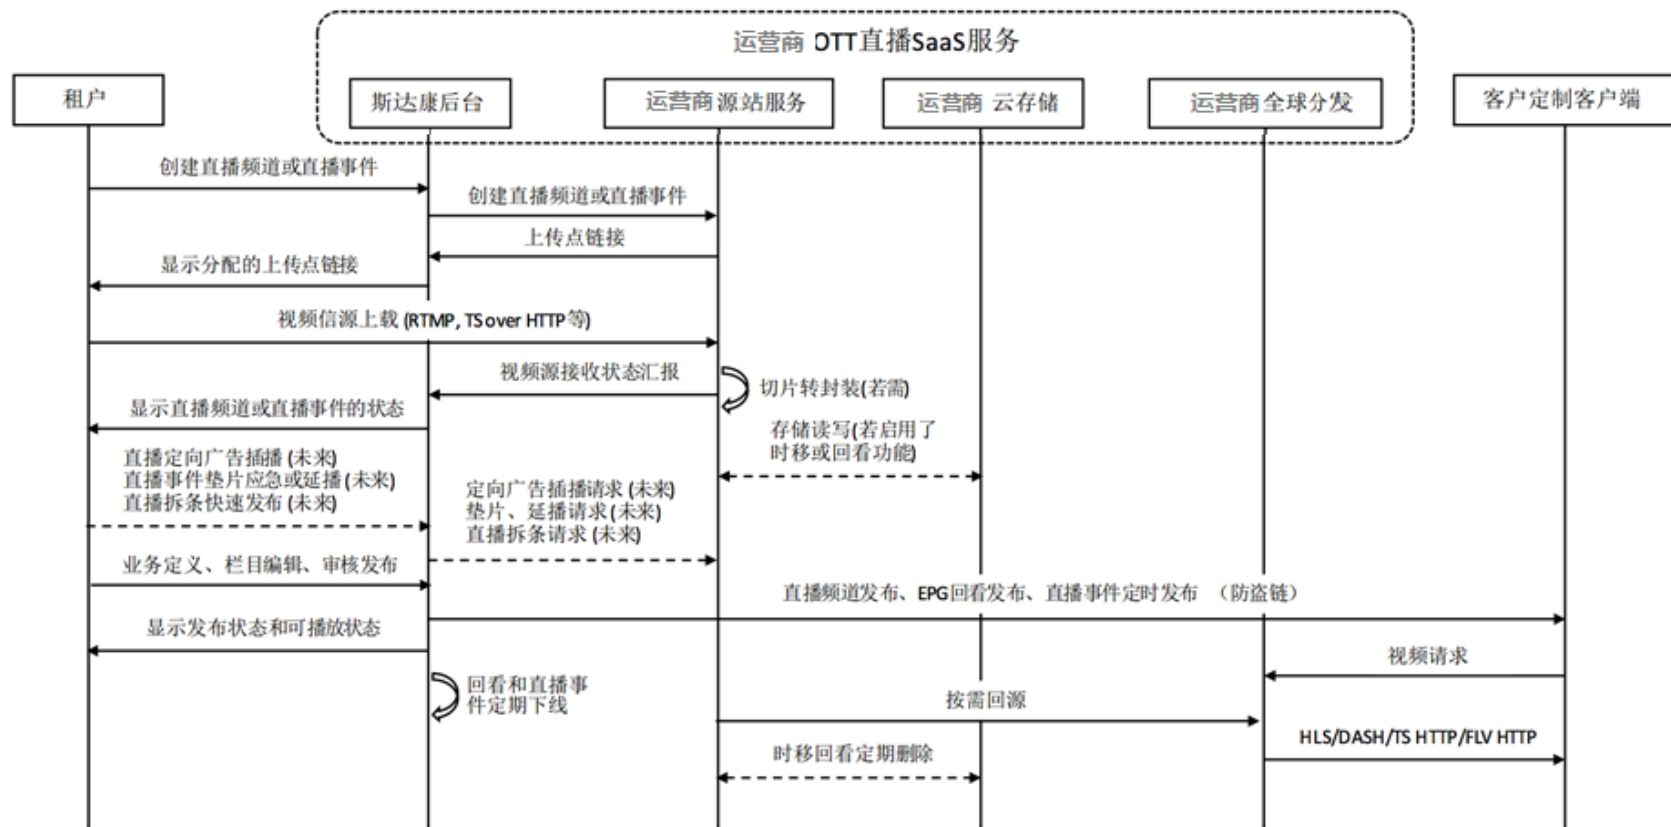 运营商 OTT直播SaaS服务
租户
斯达康后台
运营商 源站服务
运营商 云存储
运营商 全球分发
客户定制客户端
创建直播频道或直播事件
创建直播频道或直播事件
上传点链接
显示分配的上传点链接
视频信源上载 (RTMP, TS over HTTP 等)
视频源接收状态汇报
切片转封装(若需)
显示直播频道或直播事件的状态
存储读写(若启用了
时移或回看功能)
直播定向广告插播 (未来)
直播事件垫片应急或延播 (未来)
直播拆条快速发布 (未来)
定向广告插播请求 (未来)
垫片、延播请求 (未来)
直播拆条请求 (未来)
业务定义、栏目编辑、审核发布
直播频道发布、EPG 回看发布、直播事件定时发布 （防盗链）
显示发布状态和可播放状态
视频请求
回看和直播事
件定期下线
按需回源
HLS/DASH/TS HTTP/FLV HTTP
时移回看定期删除